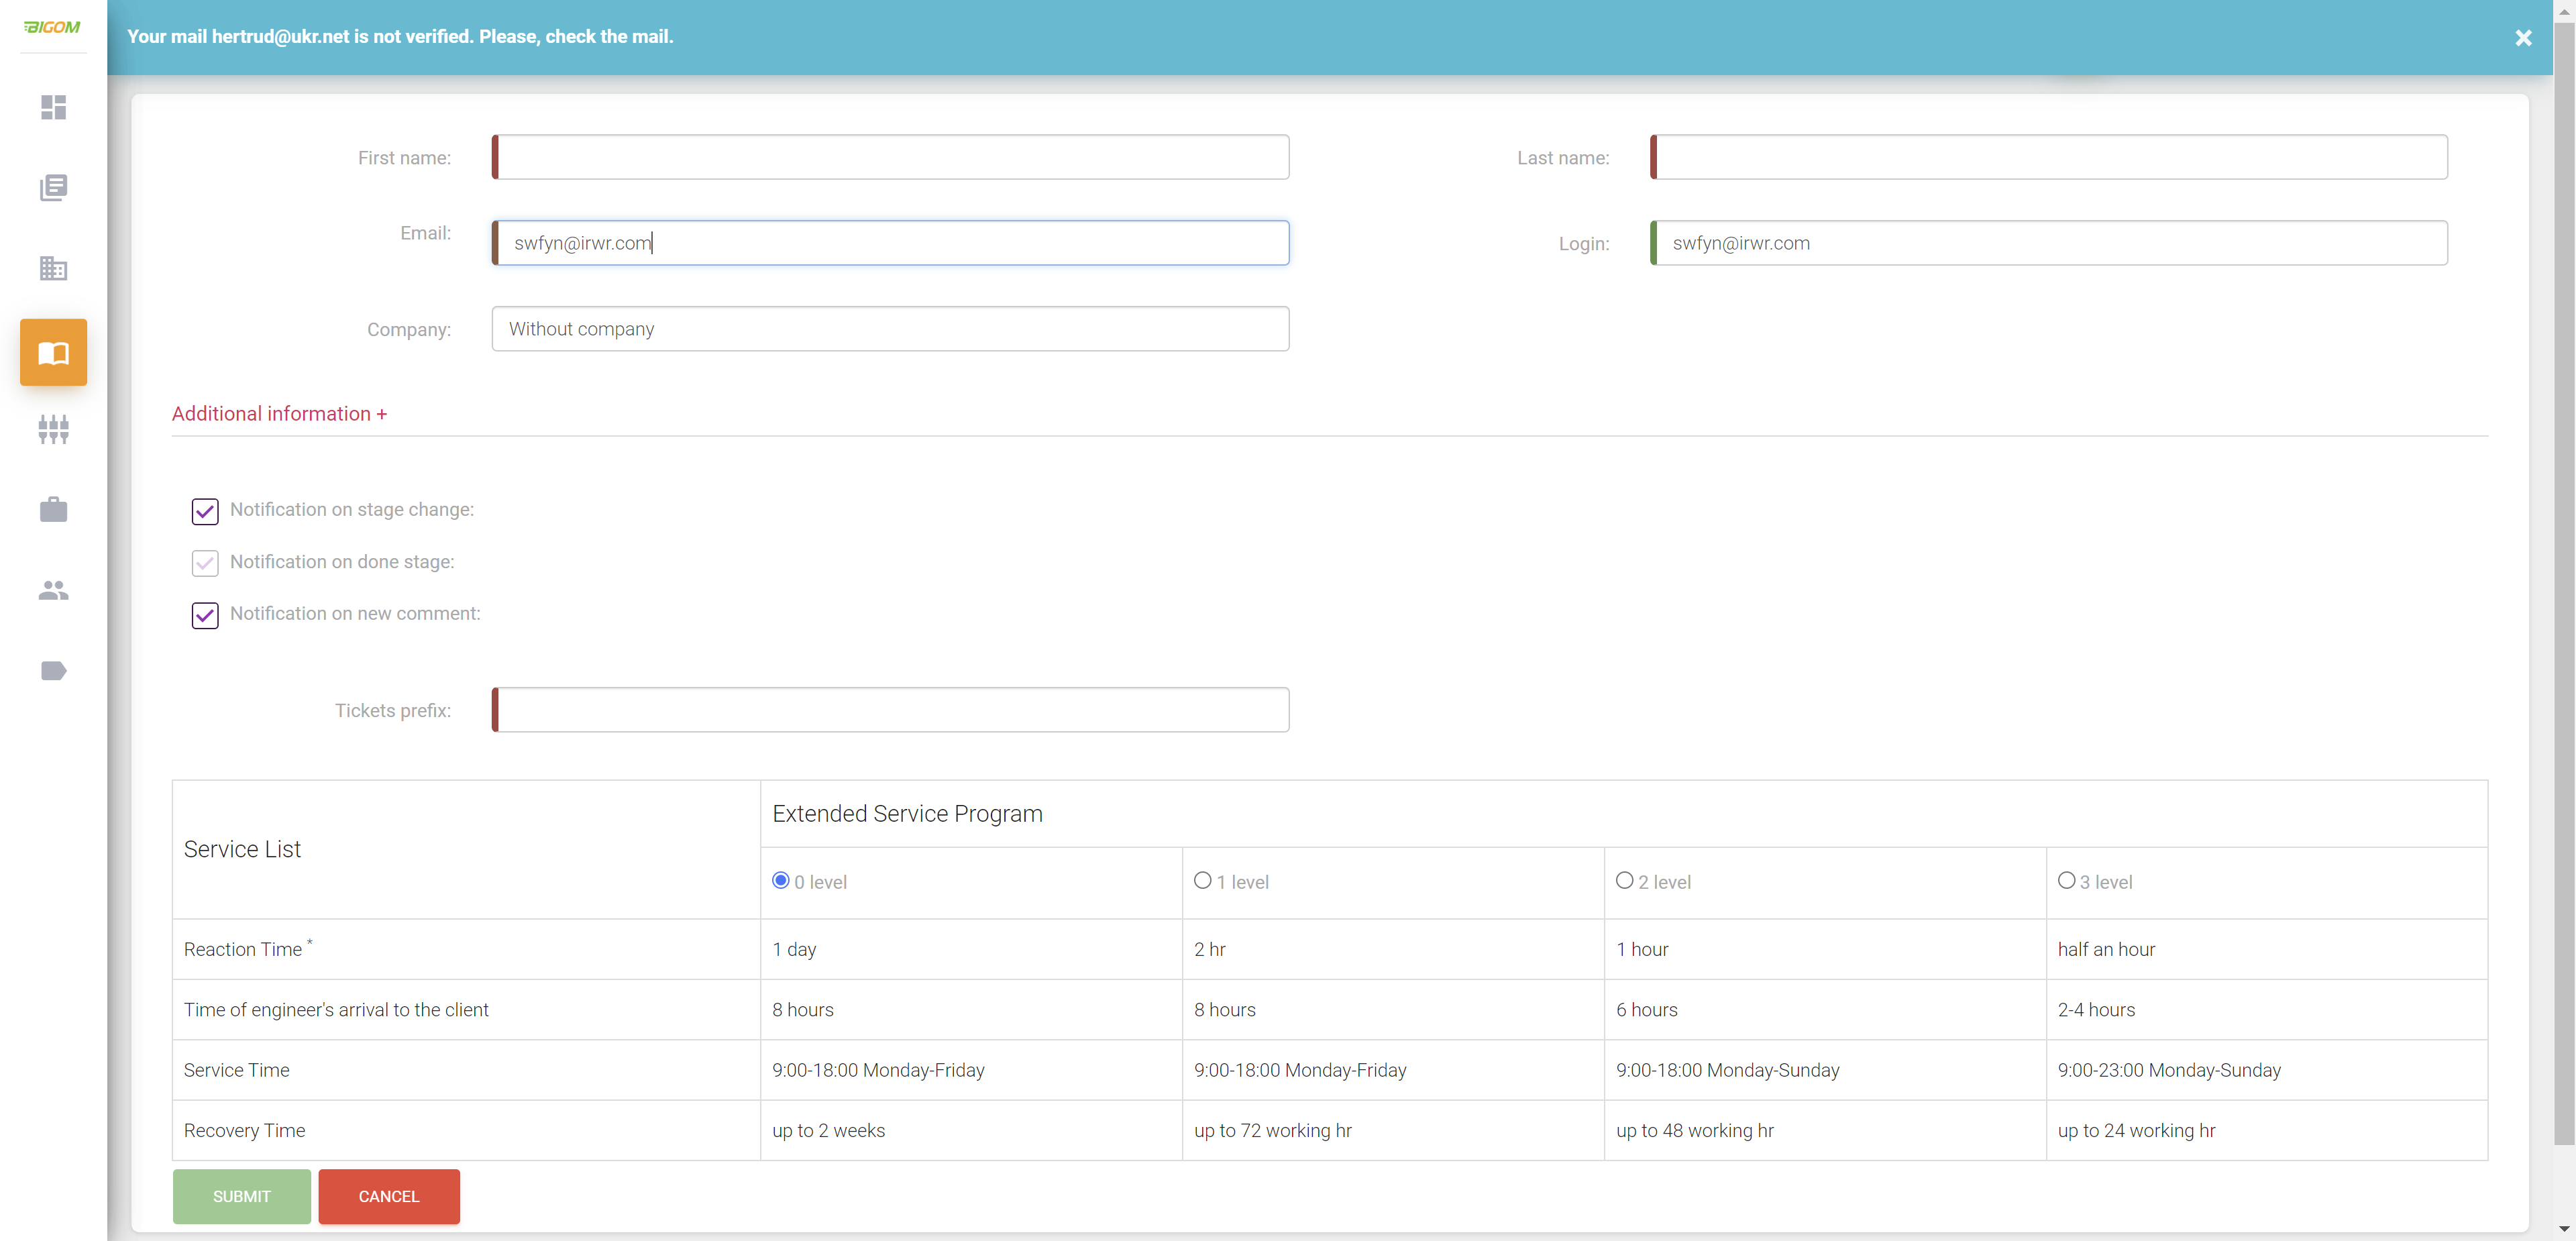 BIGOM
Your mail hertrud@ukr.net is not verified. Please, check the mail.
First name:
Last name:
Email:
swfyn@irwr.com
Login:
swfyn@irwr.com
Company:
Without company
Additional information +
Notification on stage change:
Notification on done stage:
Notification on new comment:
Tickets prefix:
Service List
Extended Service Program
0 level
1 level
2 level
3 level
Reaction Time *
1 day
2 hr
1 hour
half an hour
Time of engineer's arrival to the client
8 hours
8 hours
6 hours
2-4 hours
Service Time
9:00-18:00 Monday-Friday
9:00-18:00 Monday-Friday
9:00-18:00 Monday-Sunday
9:00-23:00 Monday-Sunday
Recovery Time
up to 2 weeks
up to 72 working hr
up to 48 working hr
up to 24 working hr
SUBMIT
CANCEL